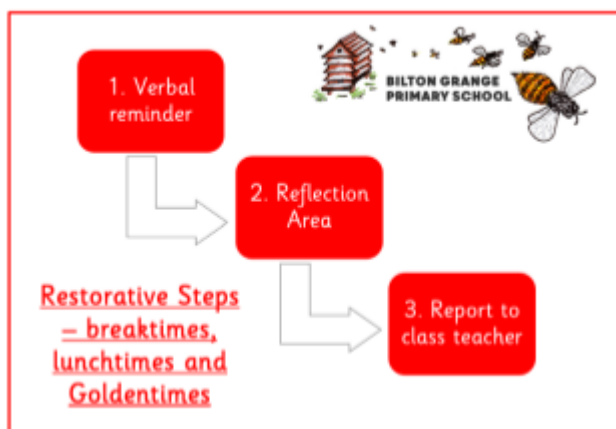 BILTON GRANGE
PRIMARY SCHOOL
1. Verbal
reminder
2. Reflection
Area
3. Report to
class teacher
Restorative Steps
– breaktimes,
lunchtimes and
Goldentimes